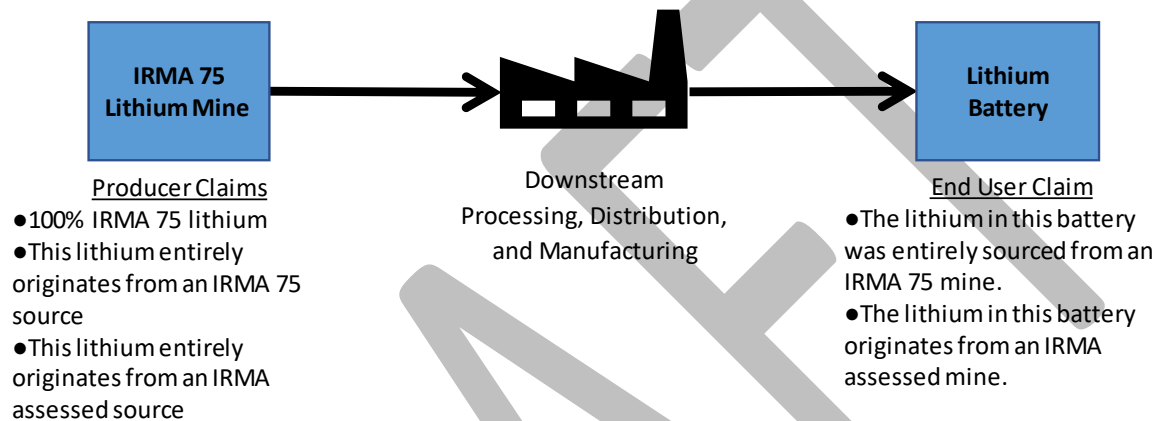 IRMA 75
Lithium Mine
Lithium
Battery
Producer Claims
●100% IRMA 75 lithium
●This lithium entirely
originates from an IRMA 75
source
●This lithium entirely
originates from an IRMA
assessed source
Downstream
Processing, Distribution,
and Manufacturing
End User Claim
●The lithium in this battery
was entirely sourced from an
IRMA 75 mine.
●The lithium in this battery
originates from an IRMA
assessed mine.